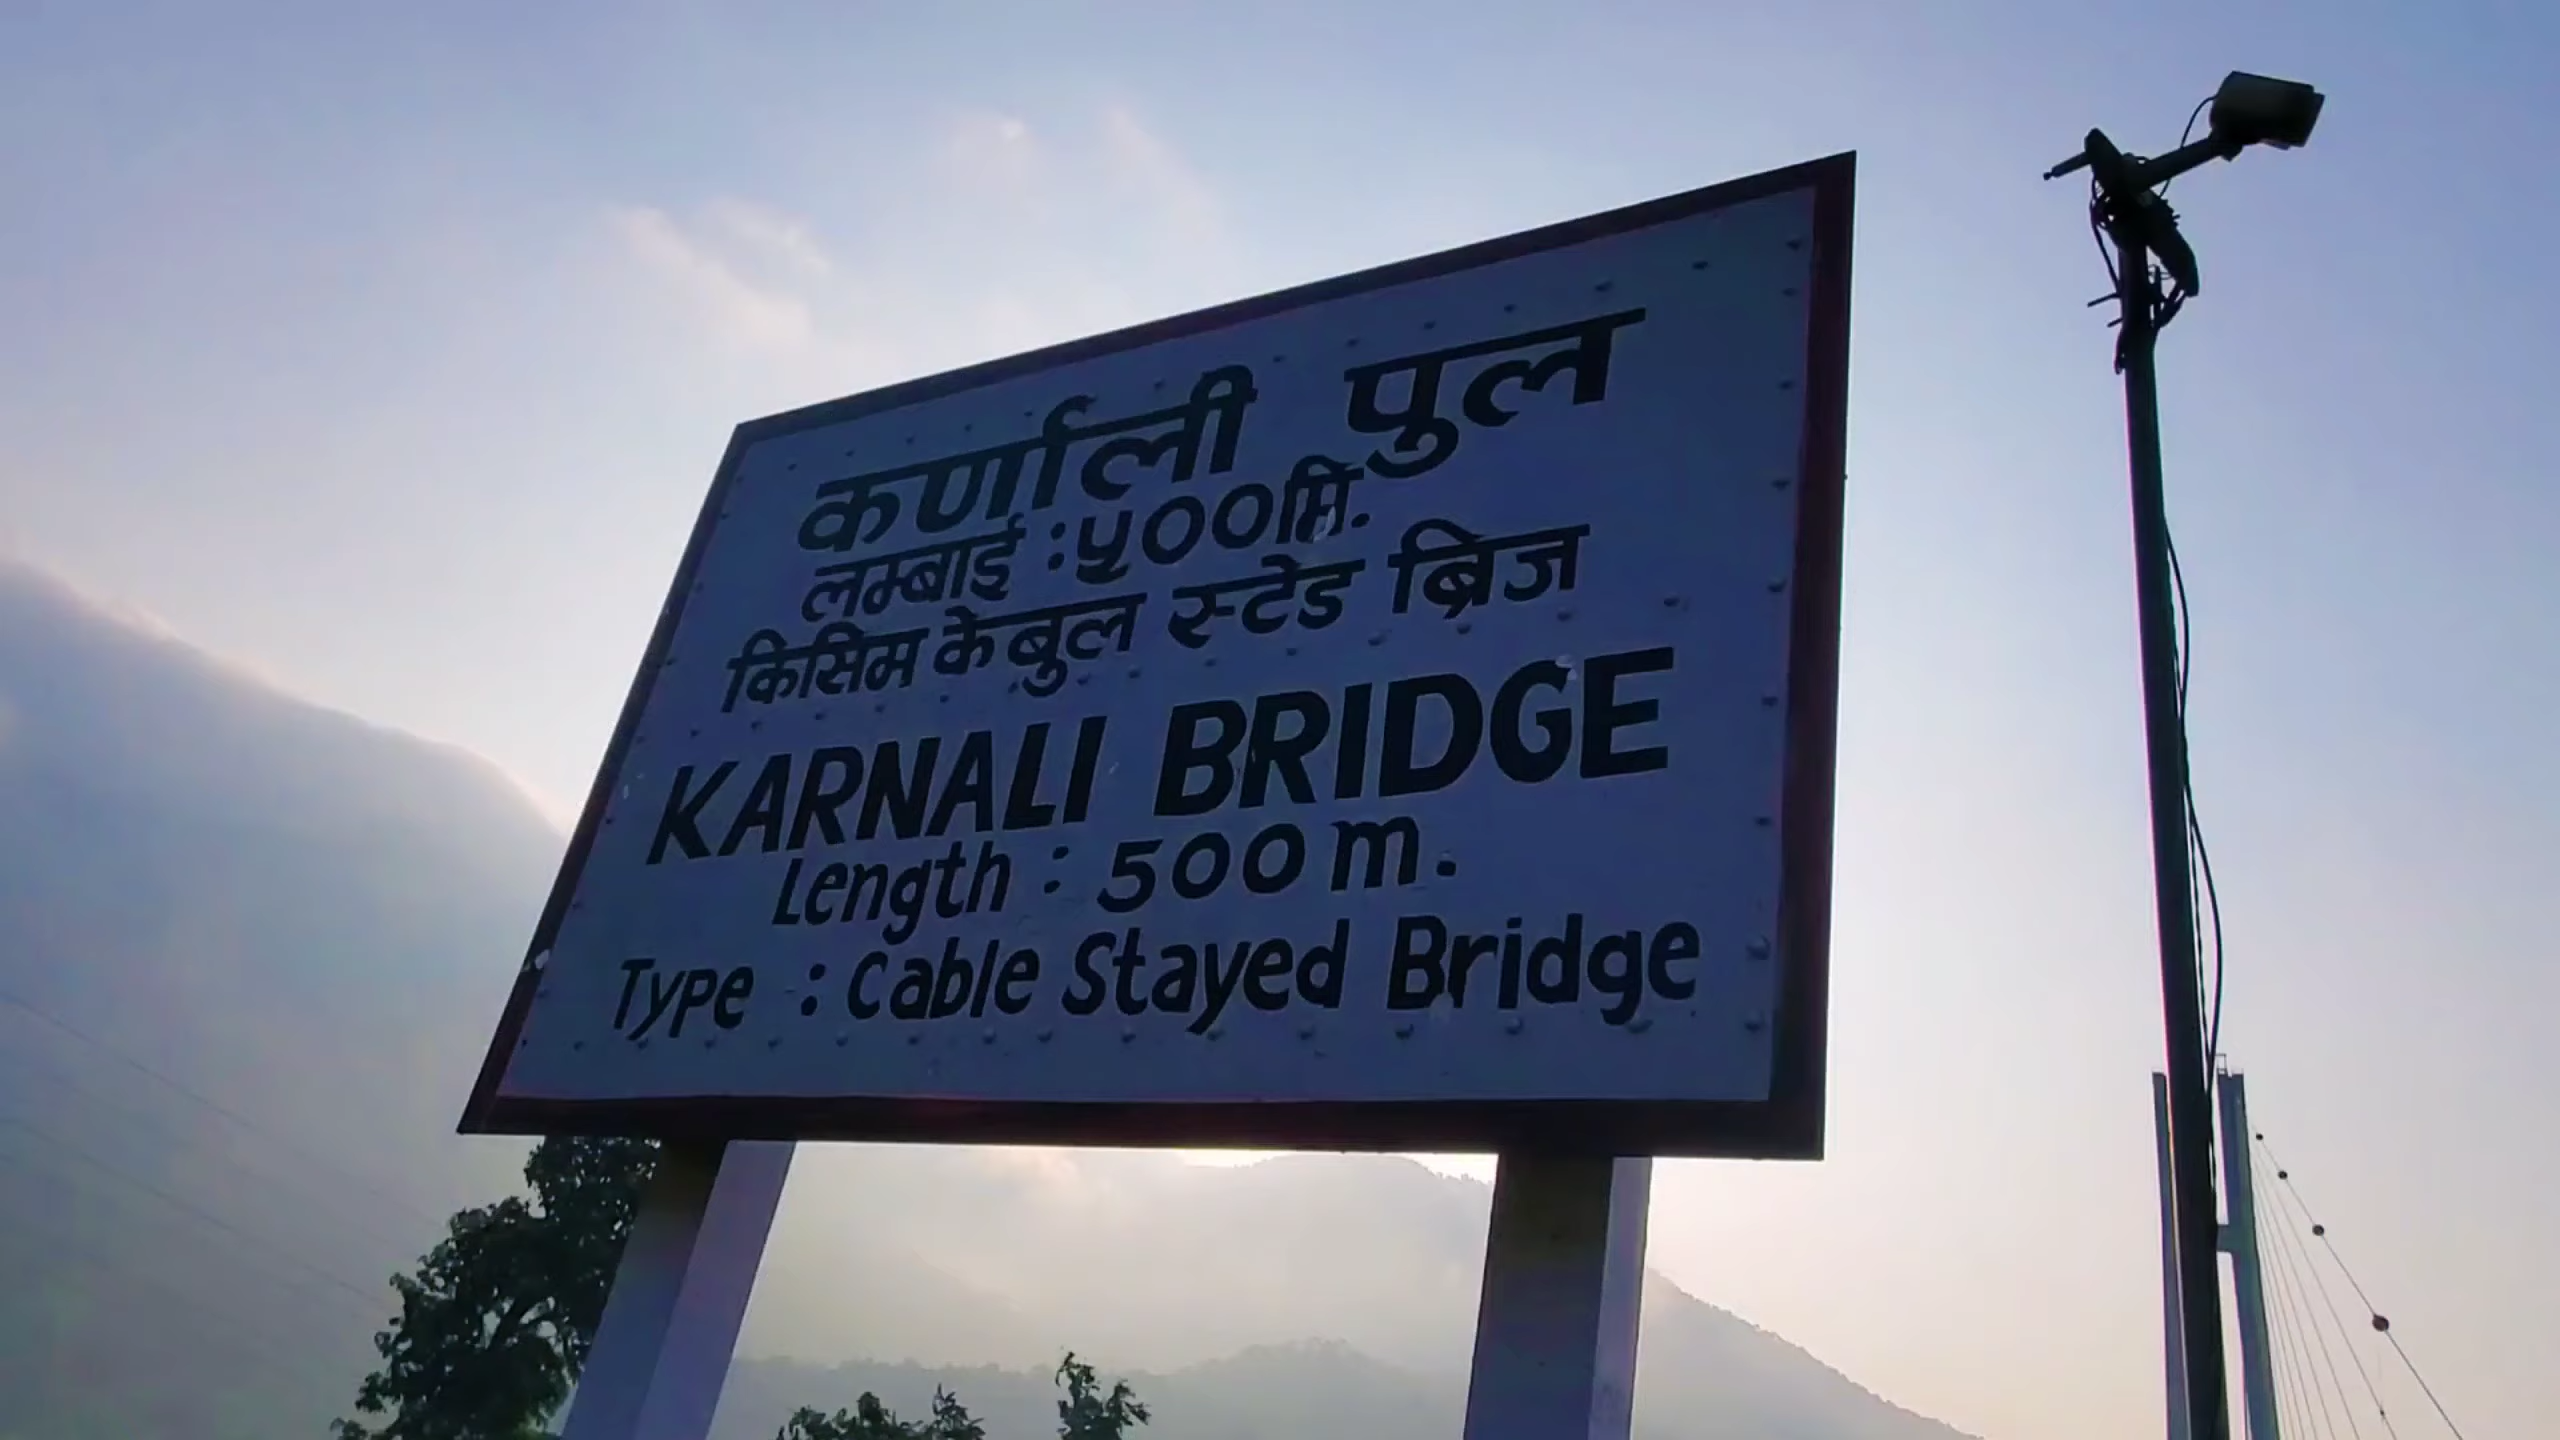 कर्णाली पुल
लम्बाई :५००मि.
किसिम केबुल स्टेड ब्रिज
KARNALI BRIDGE
Length : 500 m.
Type : Cable Stayed Bridge